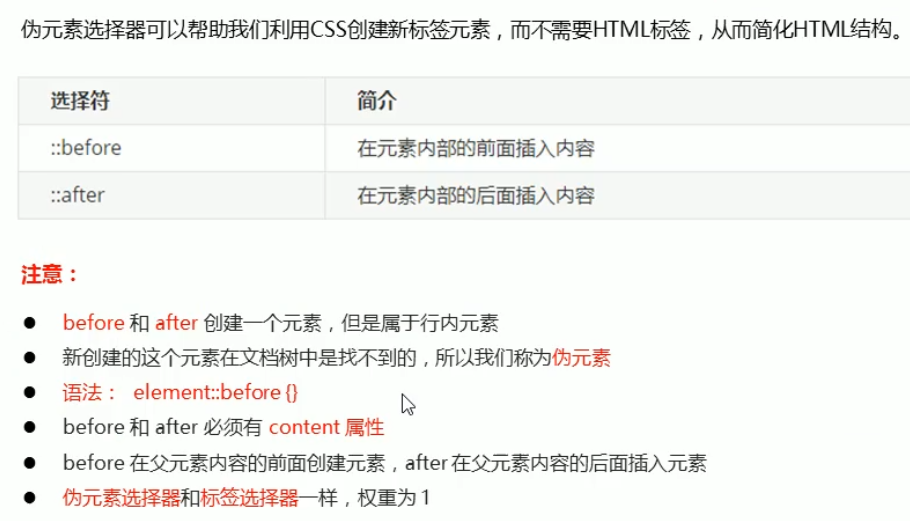 伪元素选择器可以帮助我们利用CSS创建新标签元素，而不需要HTML标签，从而简化HTML结构。
选择符 简介
::before 在元素内部的前面插入内容
::after 在元素内部的后面插入内容
注意：
● before 和 after 创建一个元素，但是属于行内元素
● 新创建的这个元素在文档树中是找不到的，所以我们称为伪元素
● 语法： element::before {}
● before 和 after 必须有 content 属性
● before 在父元素内容的前面创建元素，after 在父元素内容的后面插入元素
● 伪元素选择器和标签选择器一样，权重为 1